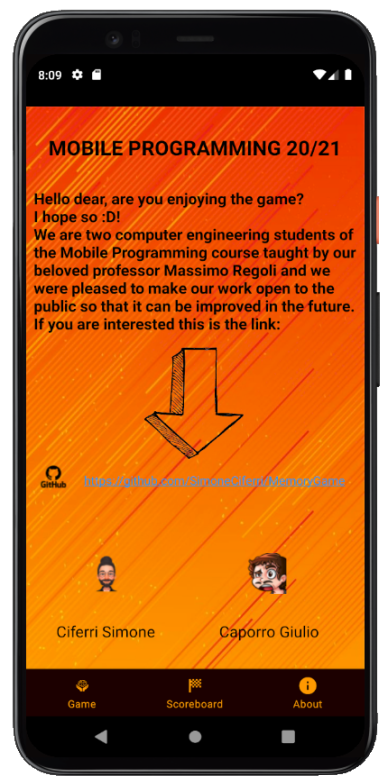 8:09
MOBILE PROGRAMMING 20/21
Hello dear, are you enjoying the game?
I hope so :D!
We are two computer engineering students of
the Mobile Programming course taught by our
beloved professor Massimo Regoli and we
were pleased to make our work open to the
public so that it can be improved in the future.
If you are interested this is the link:
GitHub
https://github.com/SimoneCiferri/MemoryGame
Ciferri Simone
Caporro Giulio
Game
Scoreboard
About